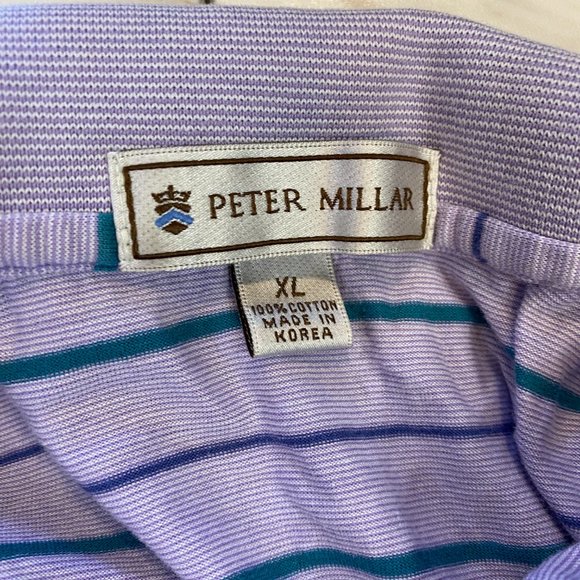 PETER MILLAR
XL
100% COTTON
MADE IN
KOREA